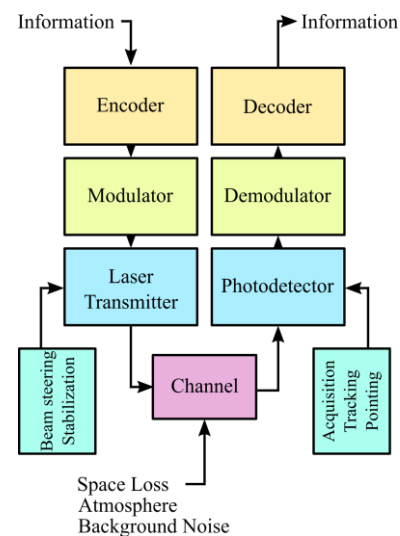 Information
Information
Encoder
Decoder
Modulator
Demodulator
Laser
Transmitter
Photodetector
Beam steering
Stabilization
Channel
Acquisition
Tracking
Pointing
Space Loss
Atmosphere
Background Noise